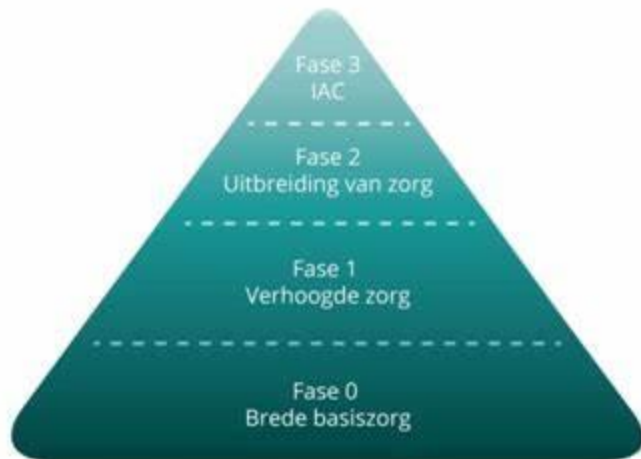 Fase 3
IAC
Fase 2
Uitbreiding van zorg
Fase 1
Verhoogde zorg
Fase 0
Brede basiszorg